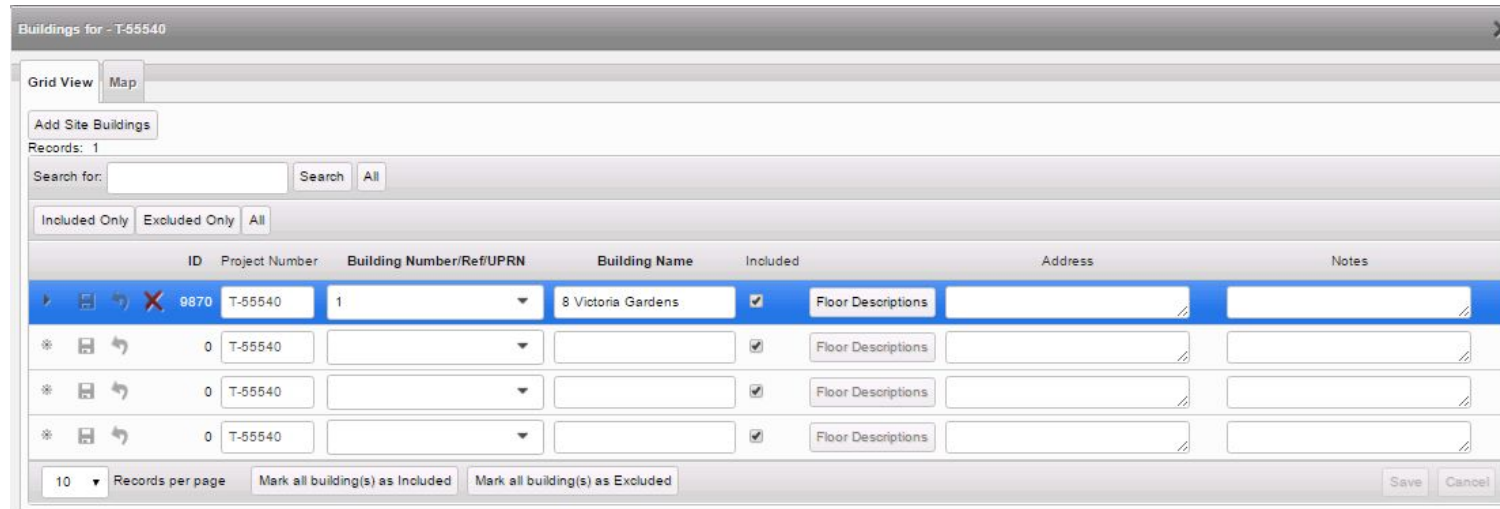 Buildings for - T-55540
Grid View Map
Add Site Buildings
Records: 1
Search for: Search All
Included Only Excluded Only All
ID Project Number Building Number/Ref/UPRN Building Name Included Address Notes
9870 T-55540 1 8 Victoria Gardens Floor Descriptions
0 T-55540 Floor Descriptions
0 T-55540 Floor Descriptions
0 T-55540 Floor Descriptions
10 Records per page Mark all building(s) as Included Mark all building(s) as Excluded Save Cancel